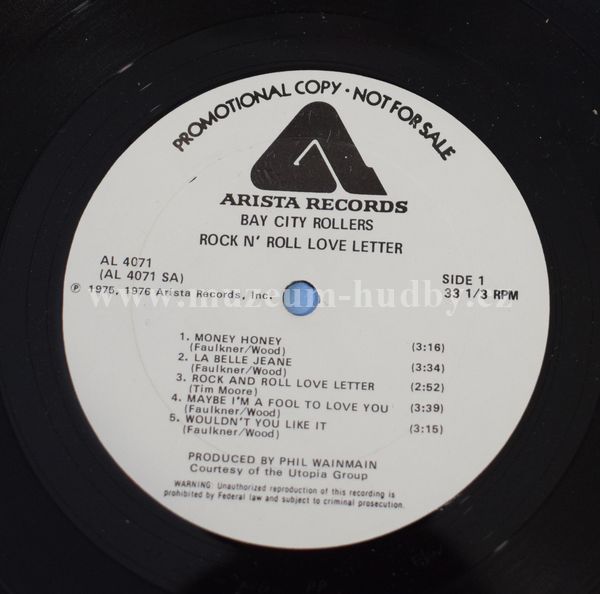 PROMOTIONAL COPY · NOT FOR SALE
ARISTA RECORDS
BAY CITY ROLLERS
ROCK N' ROLL LOVE LETTER
AL 4071
(AL 4071 SA)
SIDE 1
℗ 1975, 1976 Arista Records, Inc.
33 1/3 RPM
www.muzeum-hudby.cz
1. MONEY HONEY (3:16)
(Faulkner/Wood)
2. LA BELLE JEANE (3:34)
(Faulkner/Wood)
3. ROCK AND ROLL LOVE LETTER (2:52)
(Tim Moore)
4. MAYBE I'M A FOOL TO LOVE YOU (3:39)
(Faulkner/Wood)
5. WOULDN'T YOU LIKE IT (3:15)
(Faulkner/Wood)
PRODUCED BY PHIL WAINMAIN
Courtesy of the Utopia Group
WARNING: Unauthorized reproduction of this recording is
prohibited by Federal law and subject to criminal prosecution.